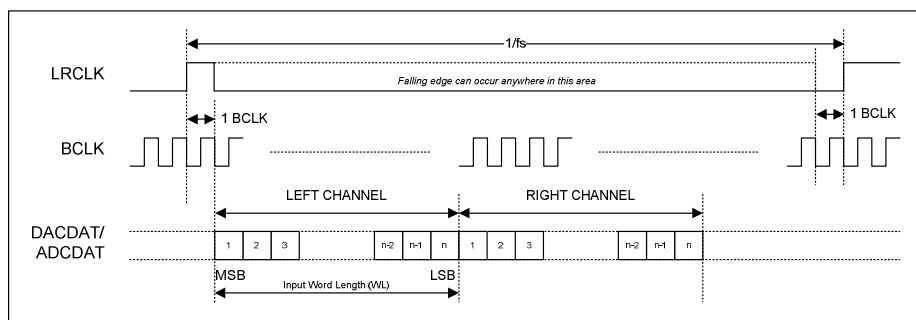 1/fs
LRCLK
Falling edge can occur anywhere in this area
1 BCLK
1 BCLK
BCLK
LEFT CHANNEL
RIGHT CHANNEL
DACDAT/
ADCDAT
1 2 3 n-2 n-1 n 1 2 3 n-2 n-1 n
MSB
LSB
Input Word Length (WL)